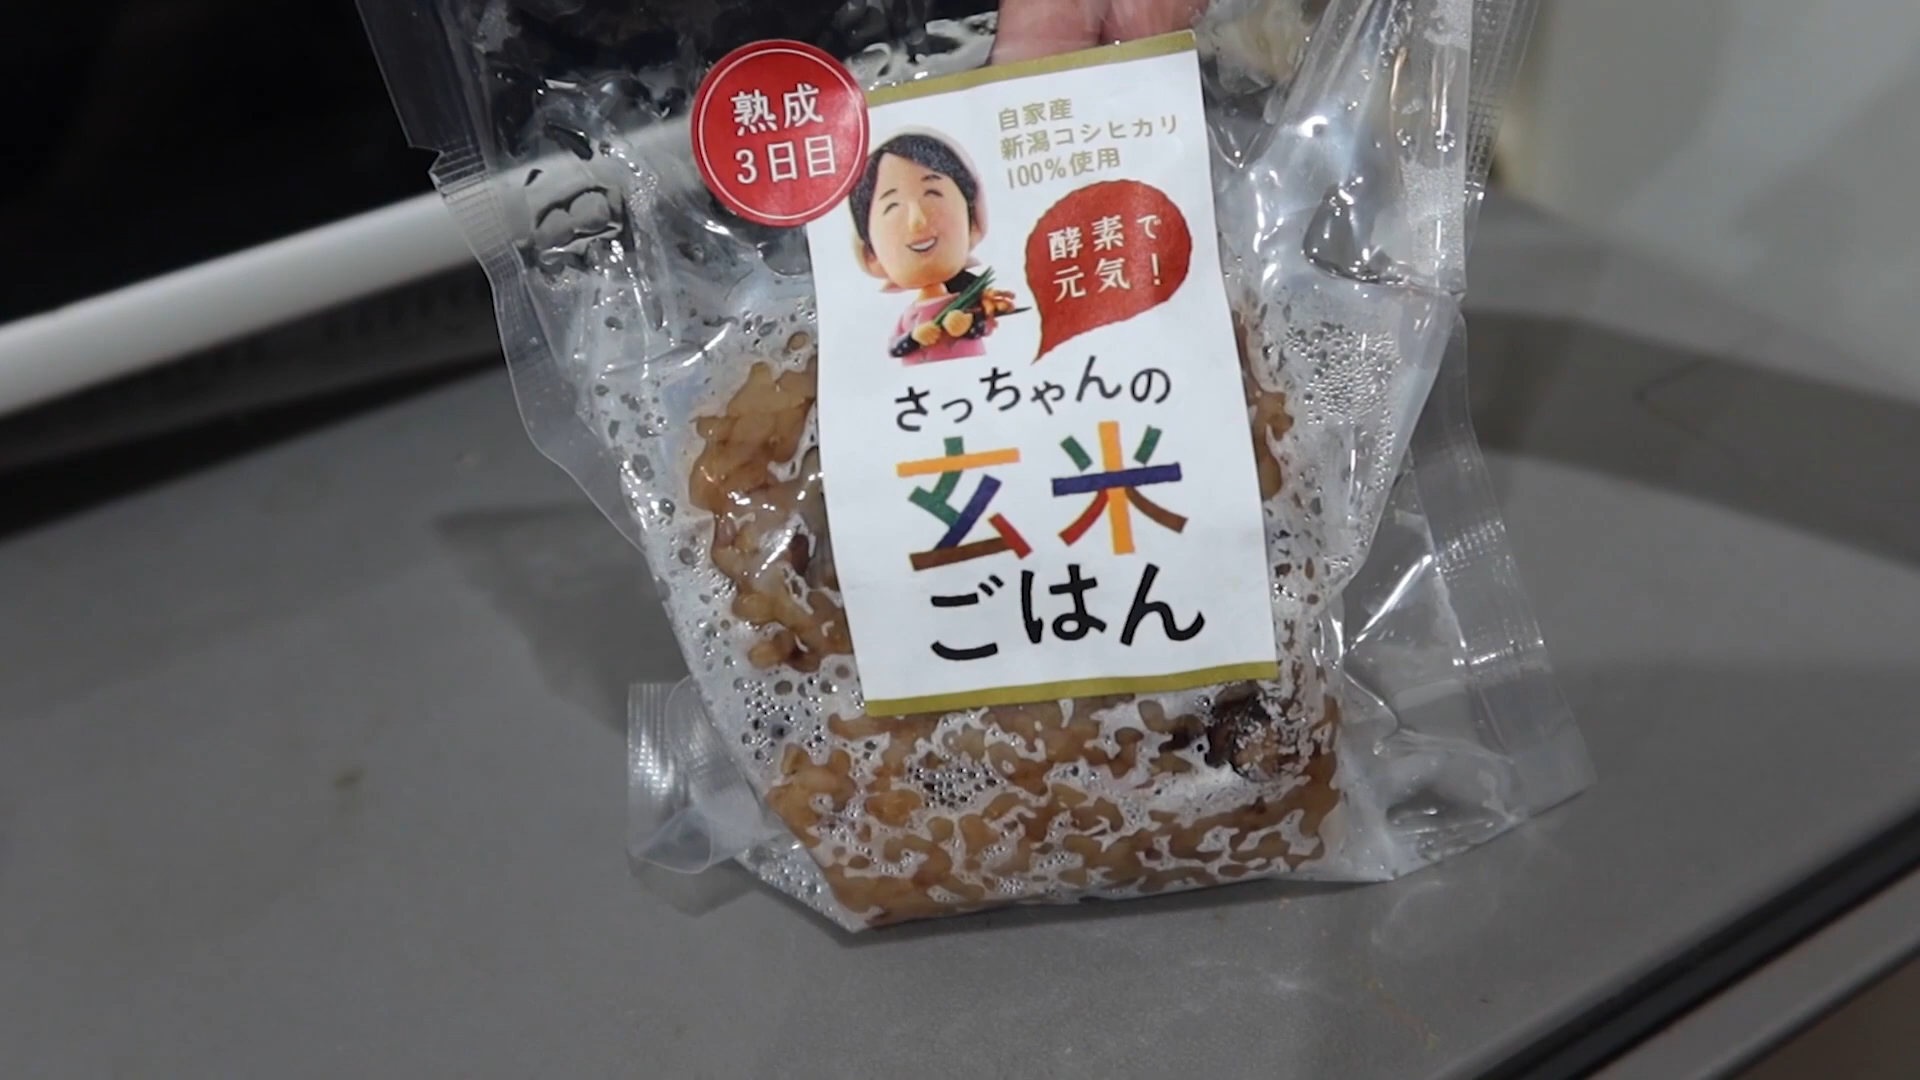 熟成
3日目
自家産
新潟コシヒカリ
100%使用
酵素で
元気！
さっちゃんの
玄米
ごはん